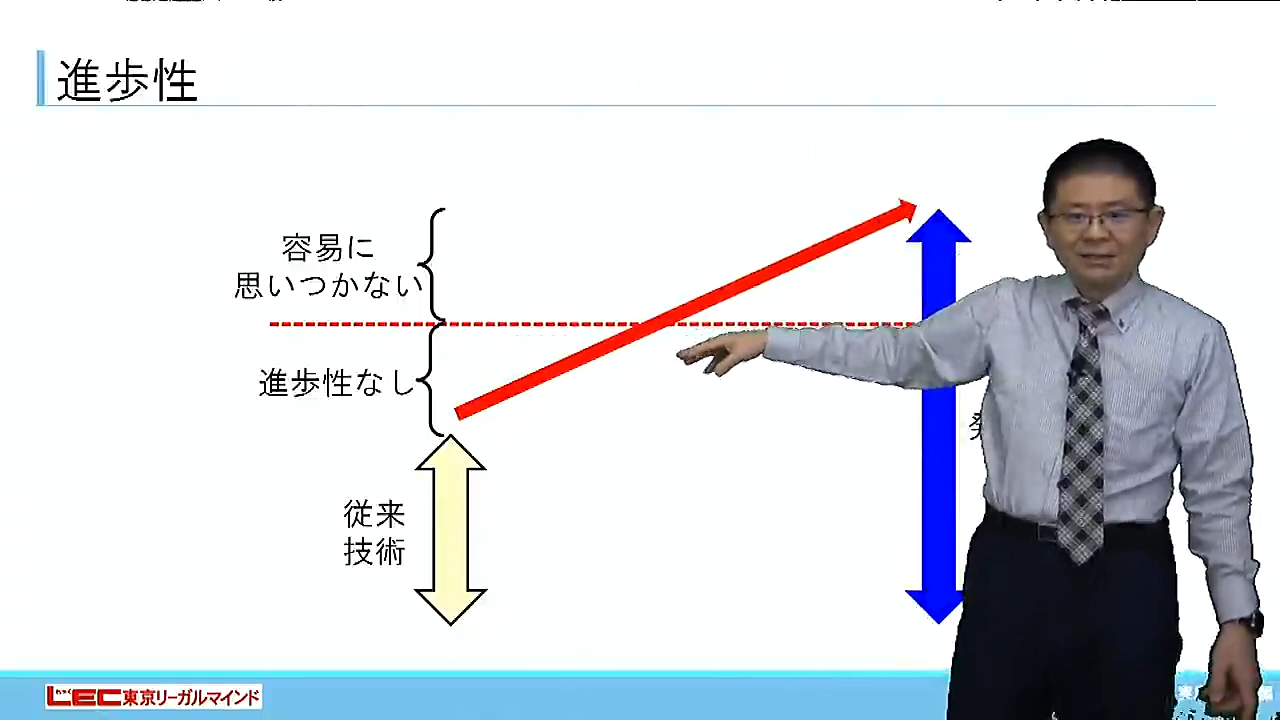 進歩性
容易に
思いつかない
進歩性なし
従来
技術
LEC東京リーガルマインド